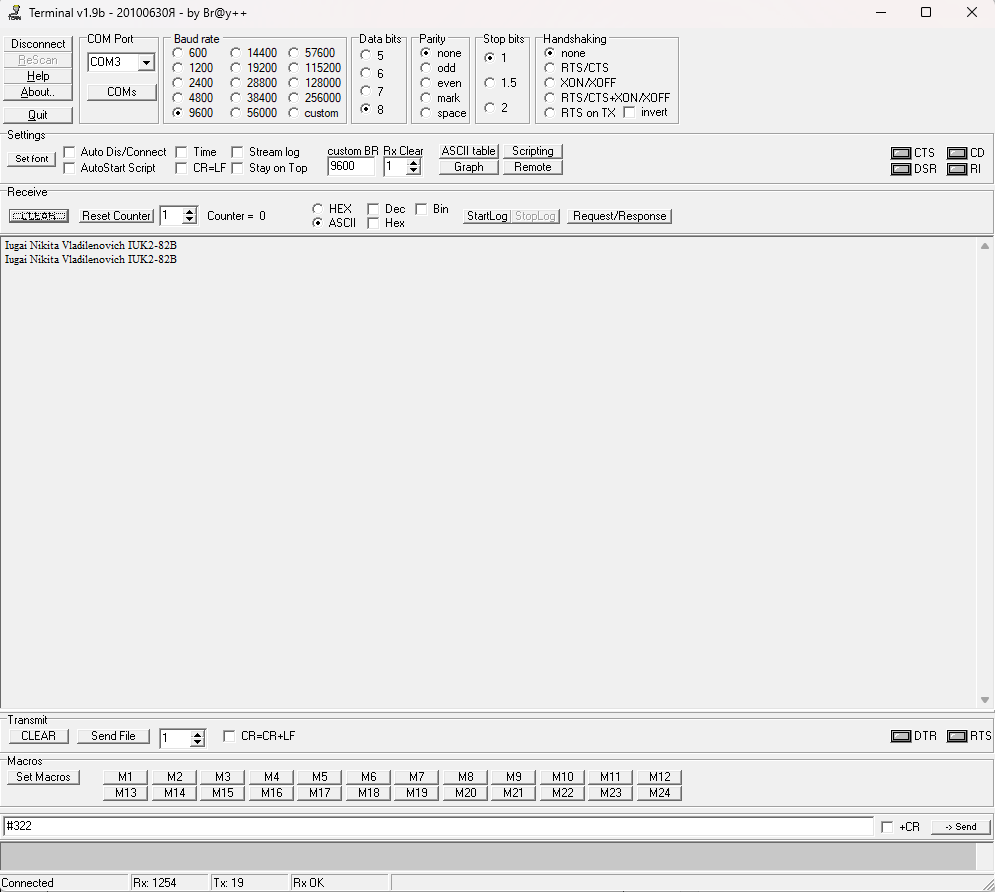 Terminal v1.9b - 20100630Я - by Br@y++
Disconnect
ReScan
Help
About..
Quit
COM Port
COM3
COMs
Baud rate
600 14400 57600
1200 19200 115200
2400 28800 128000
4800 38400 256000
9600 56000 custom
Data bits
5
6
7
8
Parity
none
odd
even
mark
space
Stop bits
1
1.5
2
Handshaking
none
RTS/CTS
XON/XOFF
RTS/CTS+XON/XOFF
RTS on TX invert
Settings
Set font
Auto Dis/Connect Time Stream log
AutoStart Script CR=LF Stay on Top
custom BR Rx Clear
9600 1
ASCII table Scripting
Graph Remote
CTS CD
DSR RI
Receive
CLEAR Reset Counter 1 Counter = 0
HEX Dec Bin
ASCII Hex
StartLog StopLog Request/Response
Iugai Nikita Vladilenovich IUK2-82B
Iugai Nikita Vladilenovich IUK2-82B
Transmit
CLEAR Send File 1 CR=CR+LF DTR RTS
Macros
Set Macros M1 M2 M3 M4 M5 M6 M7 M8 M9 M10 M11 M12
M13 M14 M15 M16 M17 M18 M19 M20 M21 M22 M23 M24
#322 +CR -> Send
Connected Rx: 1254 Tx: 19 Rx OK